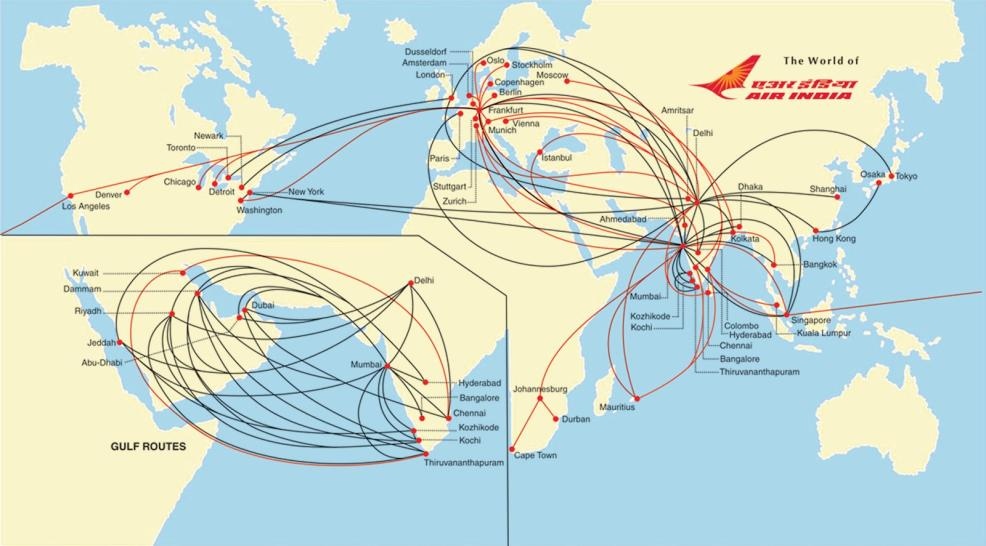 The World of
एअर इंडिया
AIR INDIA
Dusseldorf
Amsterdam
London
Oslo
Stockholm
Moscow
Copenhagen
Berlin
Frankfurt
Vienna
Munich
Paris
Istanbul
Stuttgart
Zurich
Amritsar
Delhi
Newark
Toronto
Chicago
Detroit
New York
Washington
Denver
Los Angeles
Dhaka
Shanghai
Osaka
Tokyo
Ahmedabad
Kolkata
Hong Kong
Bangkok
Mumbai
Kozhikode
Kochi
Colombo
Hyderabad
Chennai
Bangalore
Thiruvananthapuram
Singapore
Kuala Lumpur
Johannesburg
Durban
Cape Town
Mauritius
Kuwait
Dammam
Riyadh
Jeddah
Abu-Dhabi
Dubai
Delhi
Mumbai
Hyderabad
Bangalore
Chennai
Kozhikode
Kochi
Thiruvananthapuram
GULF ROUTES